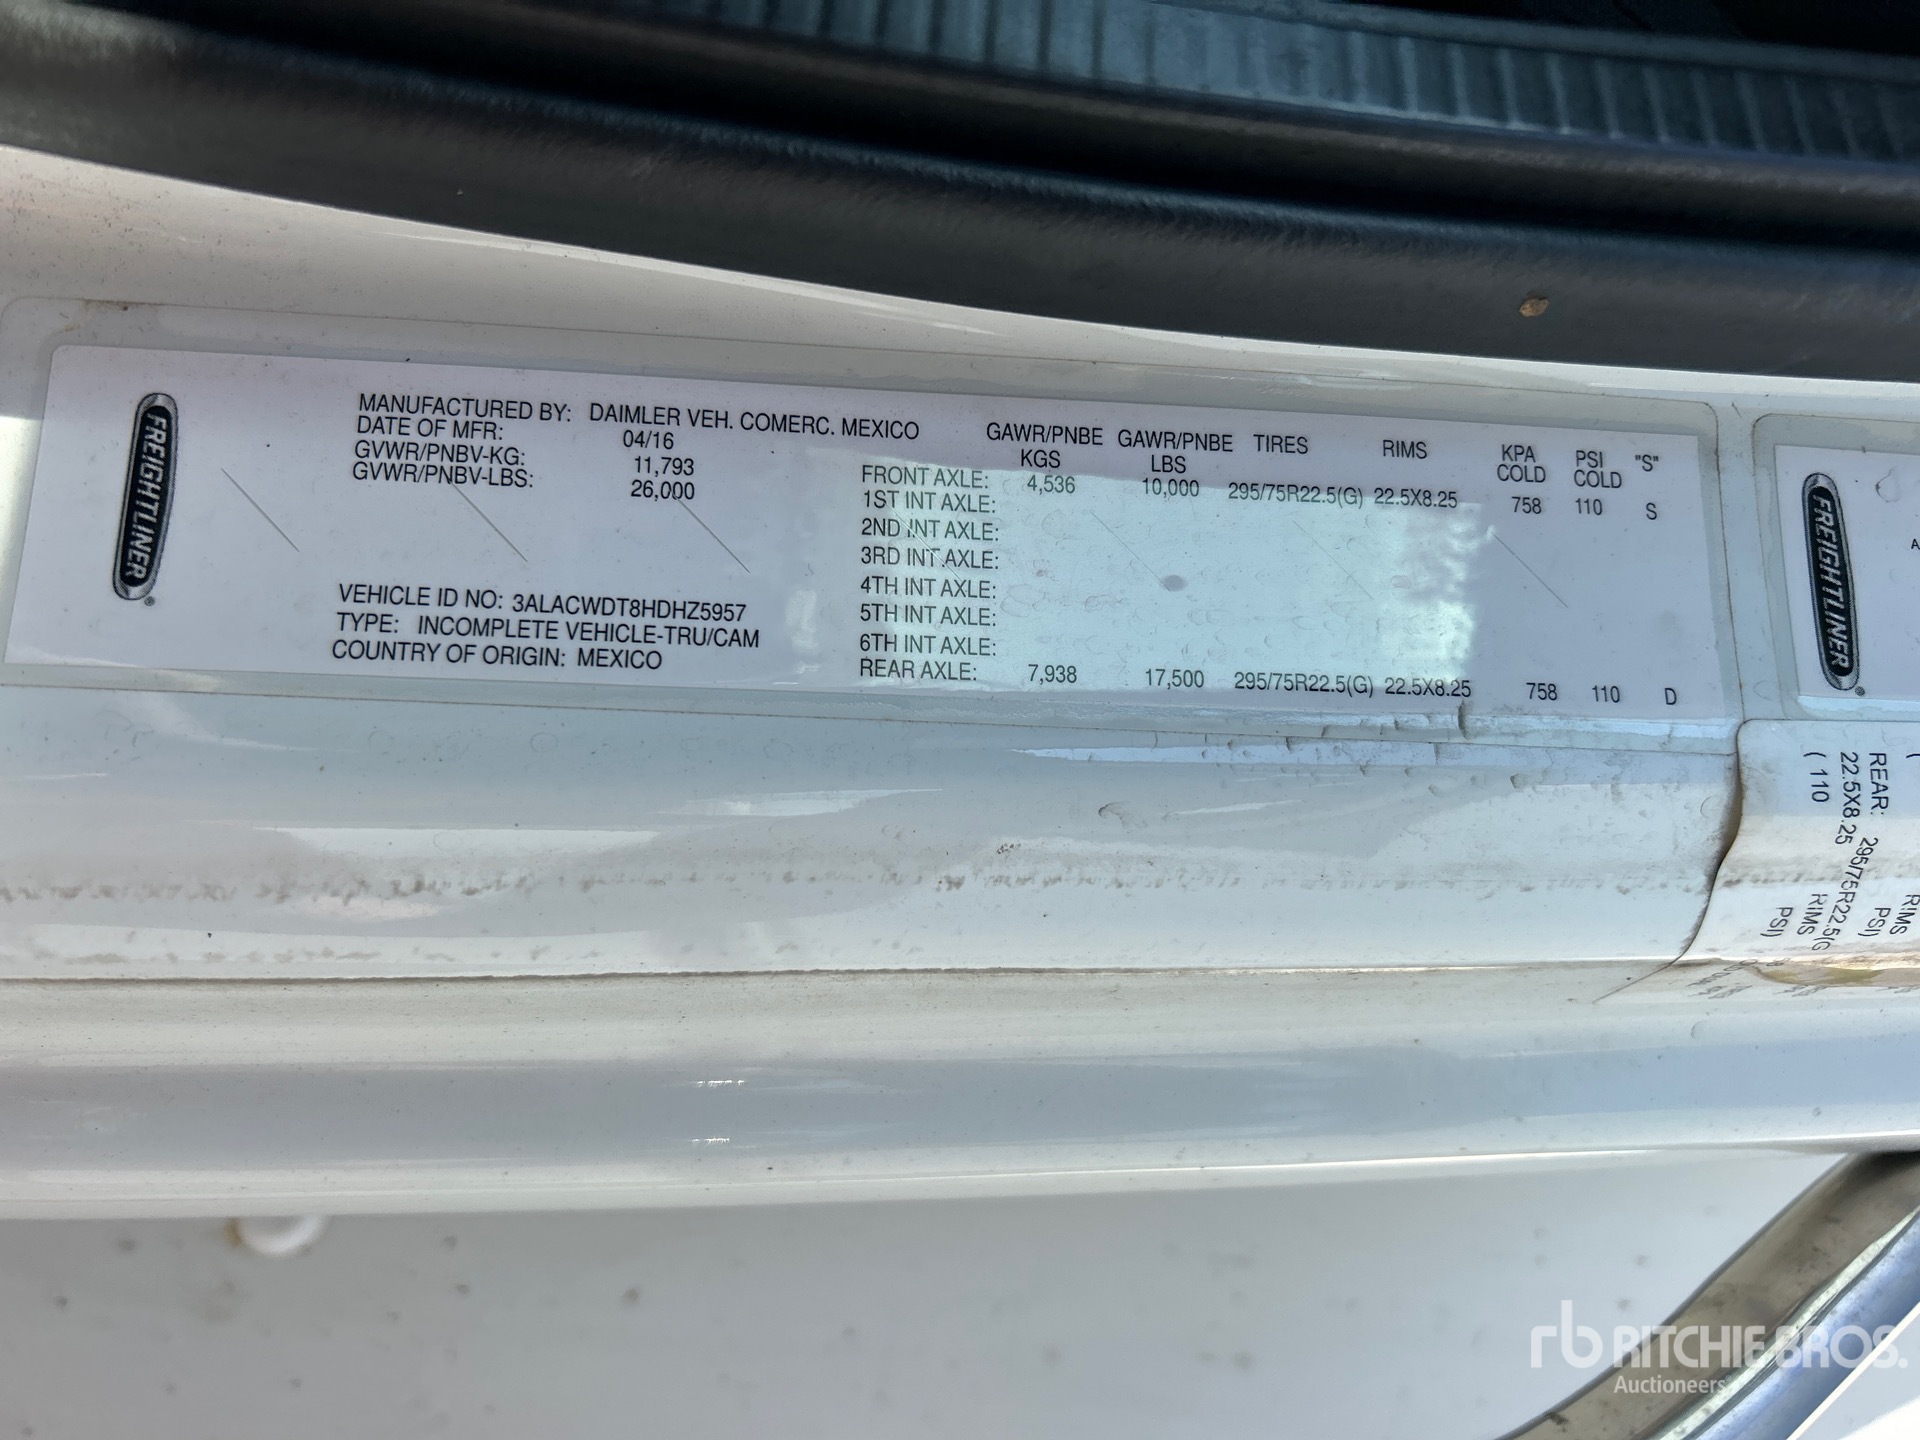 FREIGHTLINER
MANUFACTURED BY: DAIMLER VEH. COMERC. MEXICO
DATE OF MFR: 04/16
GVWR/PNBV-KG: 11,793
GVWR/PNBV-LBS: 26,000
VEHICLE ID NO: 3ALACWDT8HDHZ5957
TYPE: INCOMPLETE VEHICLE-TRU/CAM
COUNTRY OF ORIGIN: MEXICO
GAWR/PNBE KGS GAWR/PNBE LBS TIRES RIMS KPA COLD PSI COLD "S"
FRONT AXLE: 4,536 10,000 295/75R22.5(G) 22.5X8.25 758 110 S
1ST INT AXLE:
2ND INT AXLE:
3RD INT AXLE:
4TH INT AXLE:
5TH INT AXLE:
6TH INT AXLE:
REAR AXLE: 7,938 17,500 295/75R22.5(G) 22.5X8.25 758 110 D
FREIGHTLINER
RIMS
PSI)
REAR: 295/75R22.5(G
22.5X8.25 RIMS
( 110 PSI)
rb RITCHIE BROS.
Auctioneers